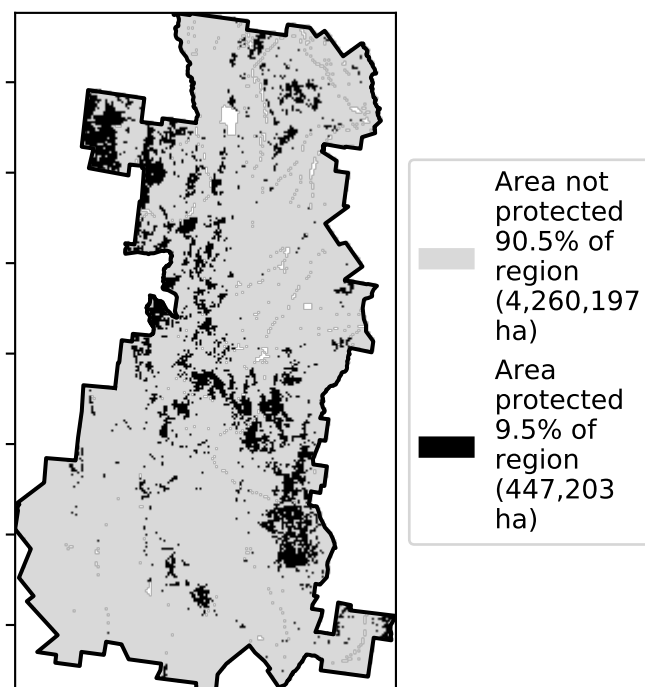 Area not
protected
90.5% of
region
(4,260,197
ha)
Area
protected
9.5% of
region
(447,203
ha)